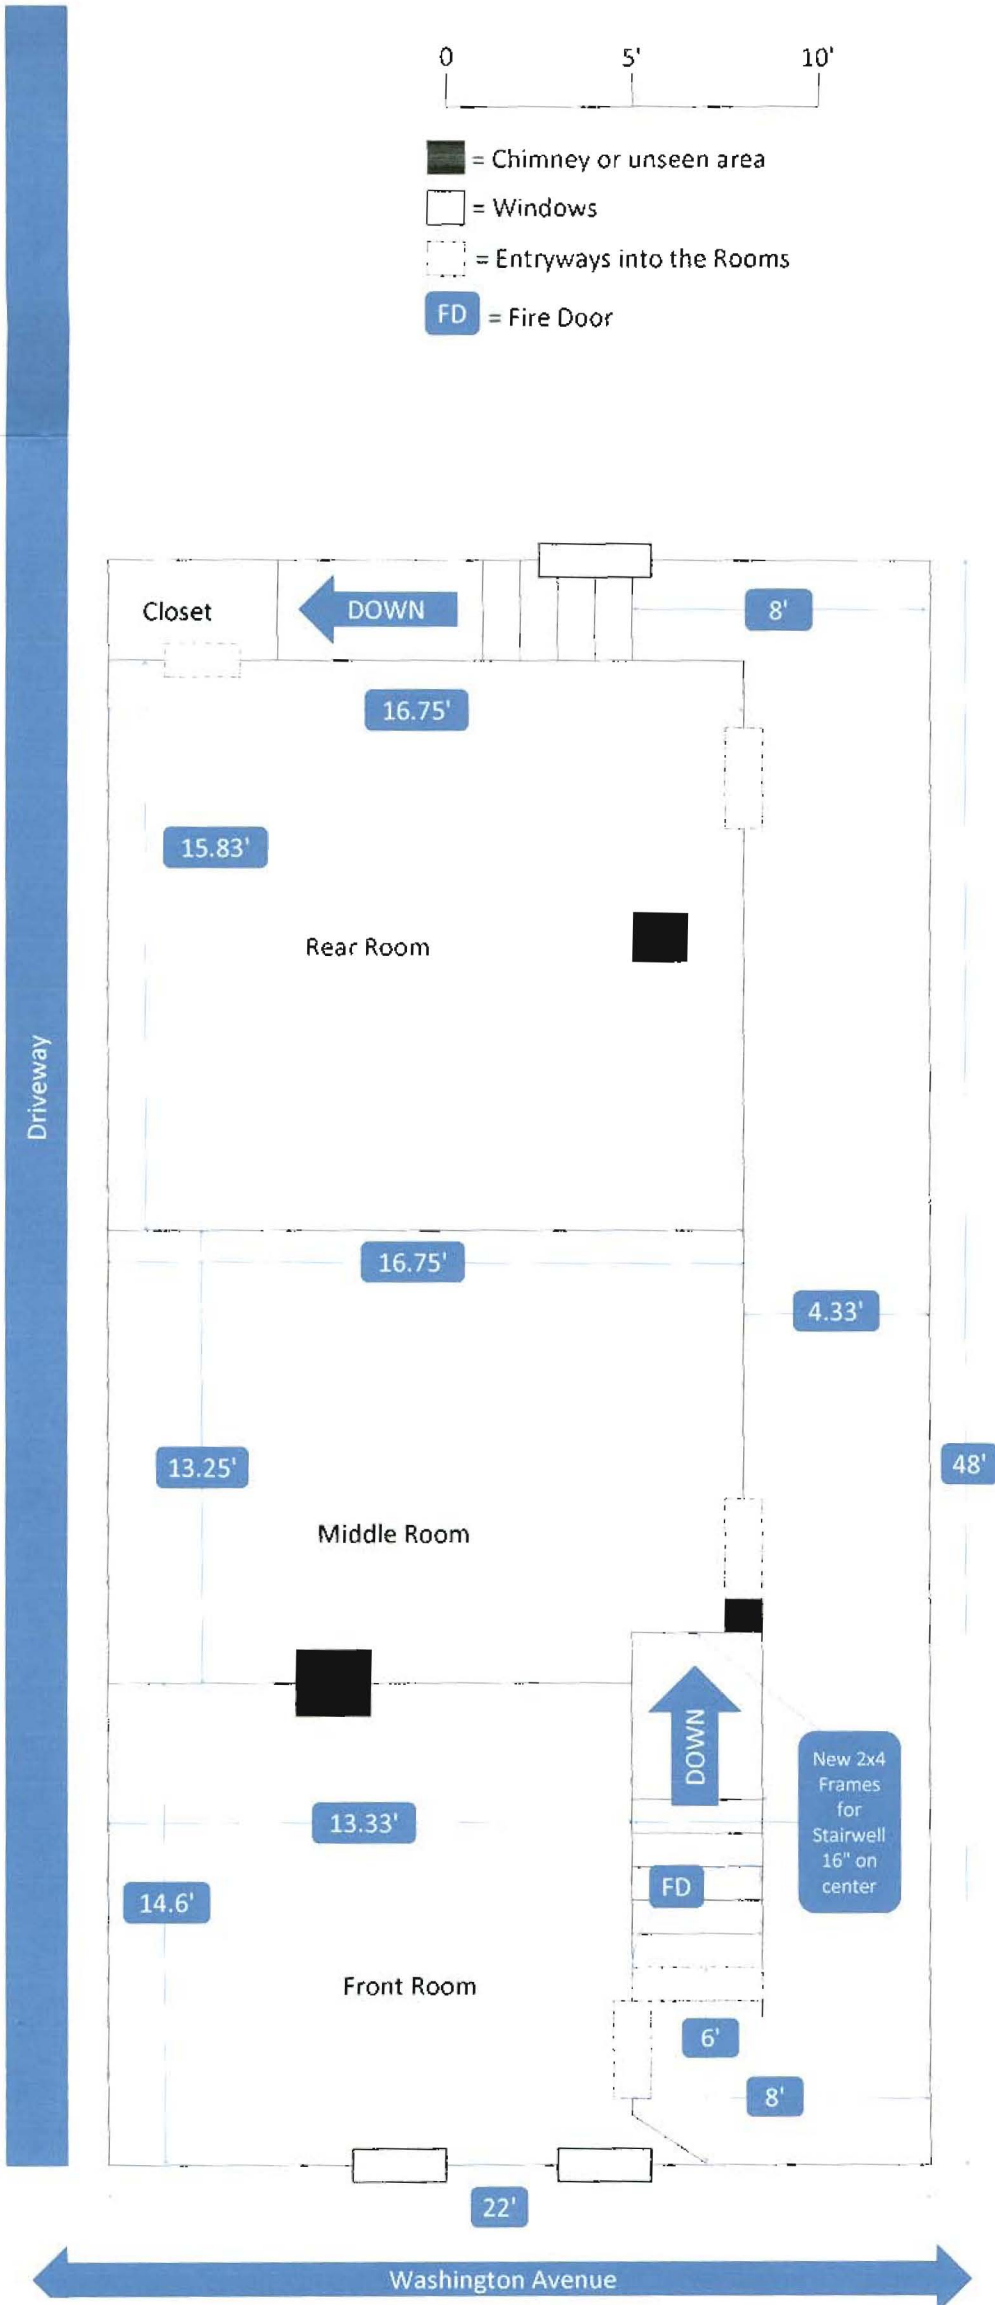 0 5' 10'
= Chimney or unseen area
= Windows
= Entryways into the Rooms
FD = Fire Door
Closet
DOWN
8'
16.75'
15.83'
Rear Room
Driveway
16.75'
4.33'
13.25'
48'
Middle Room
DOWN
New 2x4
Frames
for
Stairwell
16" on
center
13.33'
FD
14.6'
Front Room
6'
8'
22'
Washington Avenue